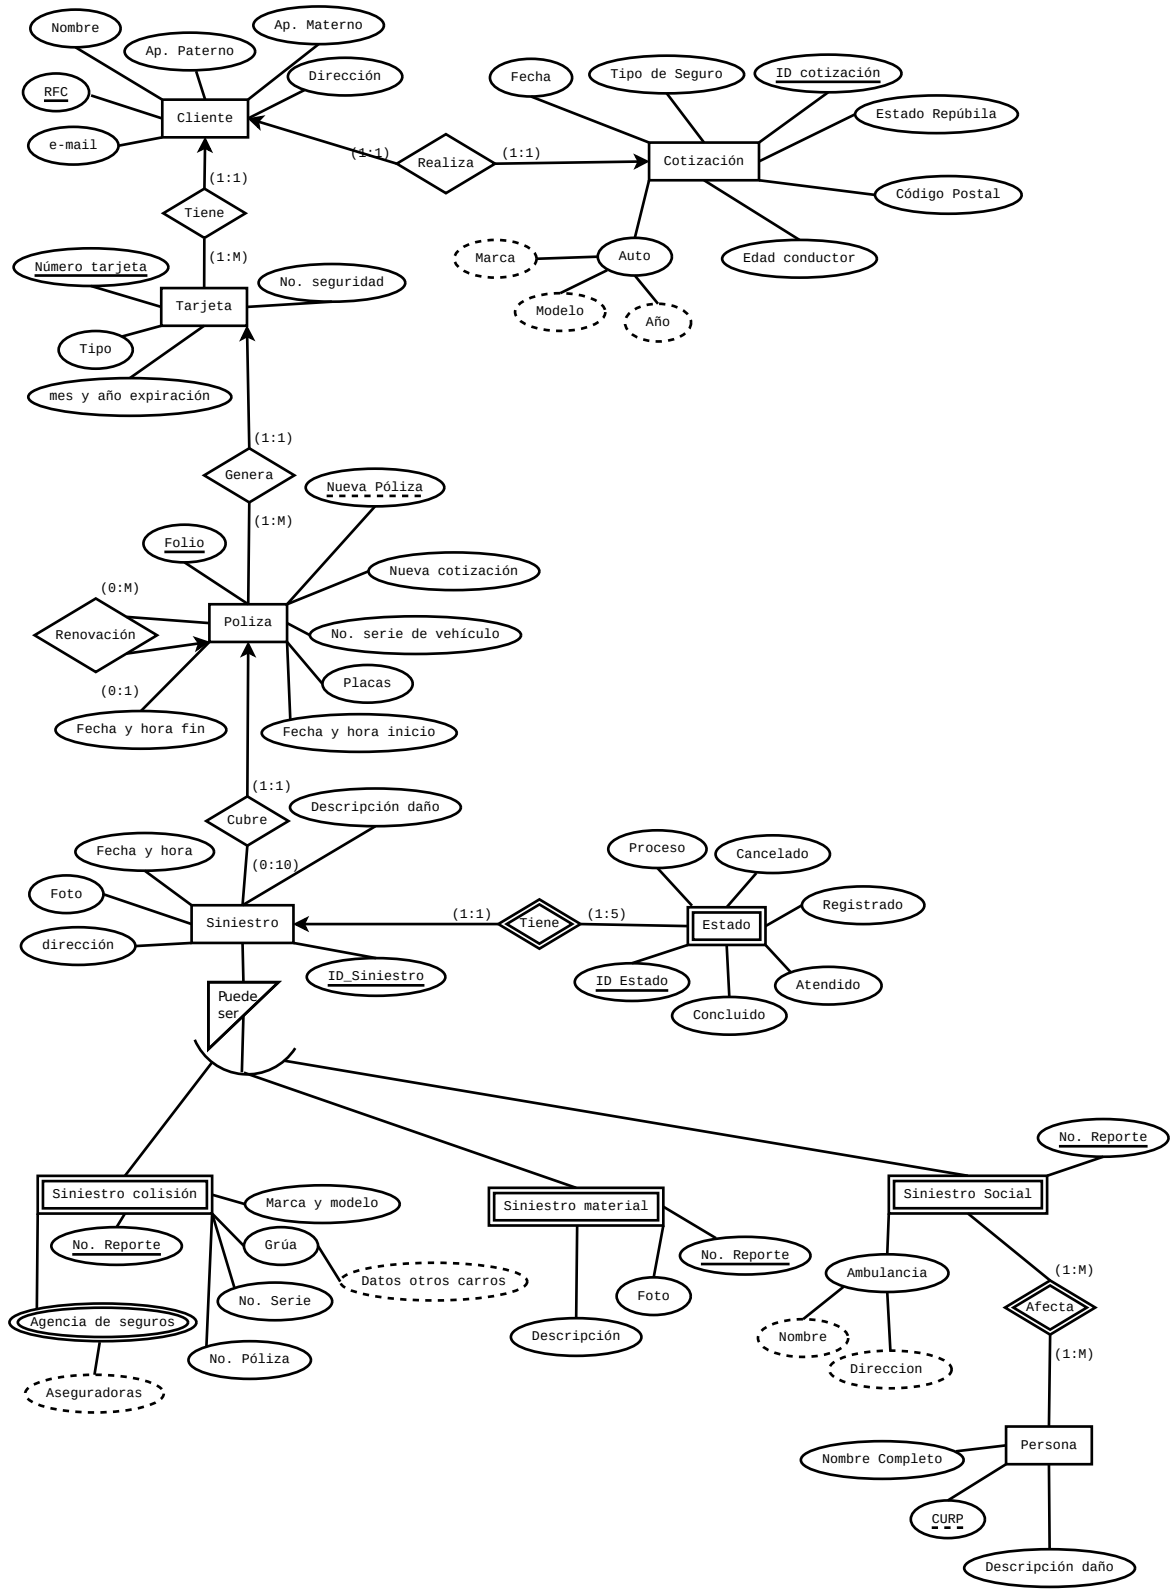 Nombre
Ap. Materno
Ap. Paterno
Dirección
RFC
Cliente
e-mail
Fecha
Tipo de Seguro
ID cotización
Estado Repúbila
Cotización
Código Postal
Edad conductor
(1:1)
Realiza
(1:1)
Auto
Marca
Modelo
Año
(1:1)
Tiene
(1:M)
Número tarjeta
No. seguridad
Tarjeta
Tipo
mes y año expiración
(1:1)
Genera
(1:M)
Nueva Póliza
Folio
Nueva cotización
(0:M)
Poliza
Renovación
No. serie de vehículo
Placas
(0:1)
Fecha y hora fin
Fecha y hora inicio
(1:1)
Cubre
(0:10)
Descripción daño
Fecha y hora
Foto
Siniestro
dirección
ID_Siniestro
(1:1)
Tiene
(1:5)
Proceso
Cancelado
Registrado
Estado
ID Estado
Atendido
Concluido
Puede
ser
Siniestro colisión
Marca y modelo
No. Reporte
Grúa
Datos otros carros
No. Serie
Agencia de seguros
No. Póliza
Aseguradoras
Siniestro material
No. Reporte
Foto
Descripción
No. Reporte
Siniestro Social
Ambulancia
Nombre
Direccion
(1:M)
Afecta
(1:M)
Persona
Nombre Completo
CURP
Descripción daño